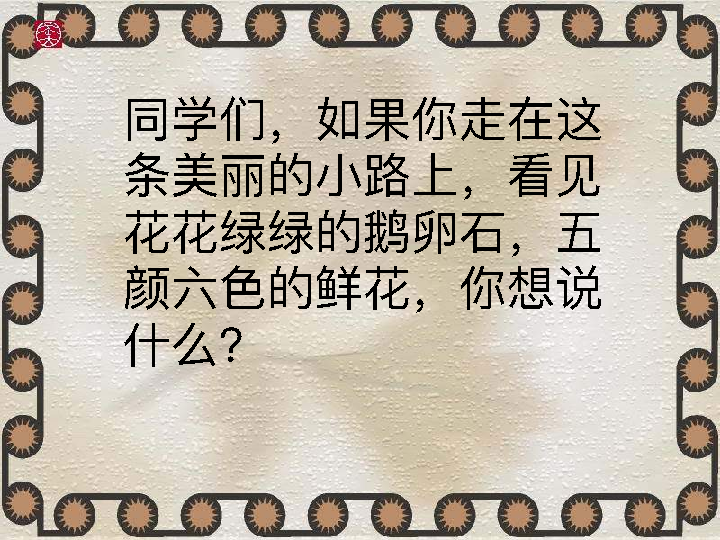 同学们，如果你走在这
条美丽的小路上，看见
花花绿绿的鹅卵石，五
颜六色的鲜花，你想说
什么？